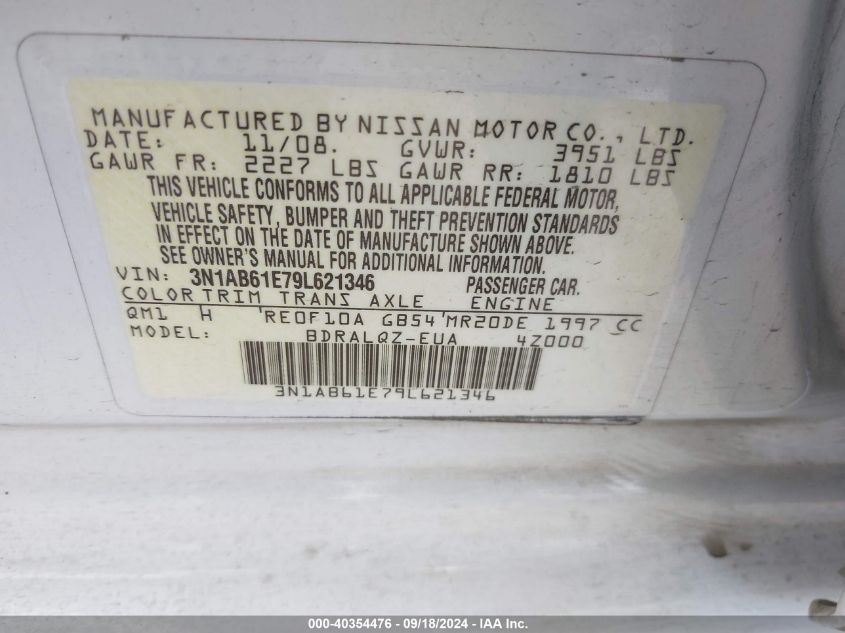 MANUFACTURED BY NISSAN MOTOR CO., LTD.
DATE: 11/08. GVWR: 3951 LBS
GAWR FR: 2227 LBS GAWR RR: 1810 LBS
THIS VEHICLE CONFORMS TO ALL APPLICABLE FEDERAL MOTOR,
VEHICLE SAFETY, BUMPER AND THEFT PREVENTION STANDARDS
IN EFFECT ON THE DATE OF MANUFACTURE SHOWN ABOVE.
SEE OWNER'S MANUAL FOR ADDITIONAL INFORMATION.
VIN: 3N1AB61E79L621346 PASSENGER CAR.
COLOR TRIM TRANS AXLE ENGINE
QM1 H RE0F10A GB54 MR20DE 1997 CC
MODEL: BDRALQZ-EUA 4Z000
3N1AB61E79L621346
000-40354476 - 09/18/2024 - IAA Inc.